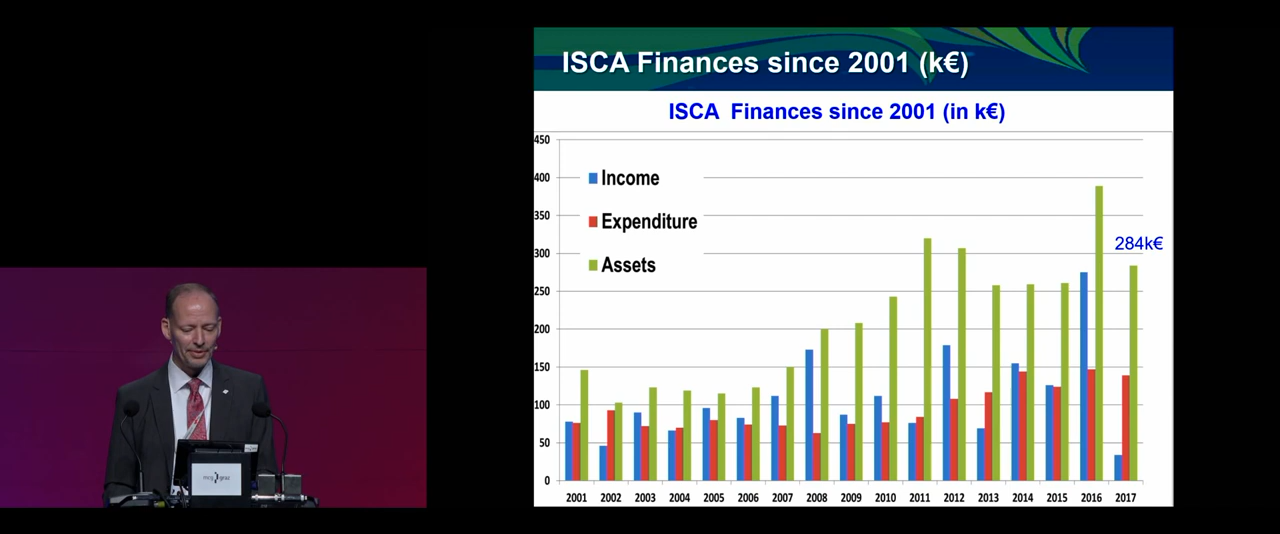 ISCA Finances since 2001 (k€)
ISCA Finances since 2001 (in k€)
450
400
350
300
250
200
150
100
50
0
Income
Expenditure
Assets
284k€
2001 2002 2003 2004 2005 2006 2007 2008 2009 2010 2011 2012 2013 2014 2015 2016 2017